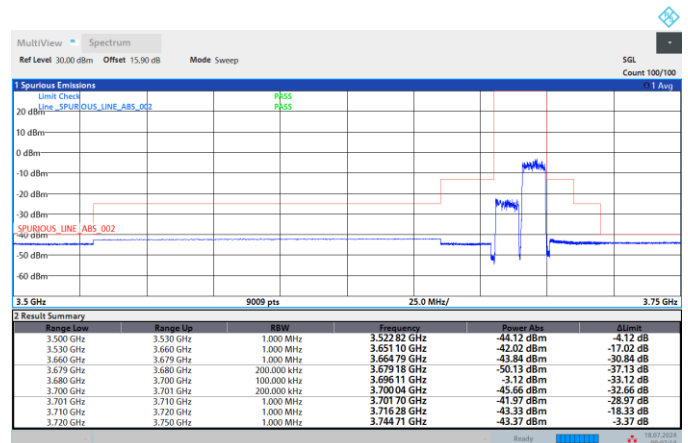 MultiView Spectrum
Ref Level 30.00 dBm Offset 15.90 dB Mode Sweep SGL
Count 100/100
1 Spurious Emissions 1 Avg
Limit Check PASS
Line _SPURIOUS_LINE_ABS_002 PASS
20 dBm
10 dBm
0 dBm
-10 dBm
-20 dBm
-30 dBm
SPURIOUS_LINE_ABS_002
-40 dBm
-50 dBm
-60 dBm
3.5 GHz 9009 pts 25.0 MHz/ 3.75 GHz
2 Result Summary
Range Low Range Up RBW Frequency Power Abs ΔLimit
3.500 GHz 3.530 GHz 1.000 MHz 3.522 82 GHz -44.12 dBm -4.12 dB
3.530 GHz 3.660 GHz 1.000 MHz 3.651 10 GHz -42.02 dBm -17.02 dB
3.660 GHz 3.679 GHz 1.000 MHz 3.664 79 GHz -43.84 dBm -30.84 dB
3.679 GHz 3.680 GHz 200.000 kHz 3.679 18 GHz -50.13 dBm -37.13 dB
3.680 GHz 3.700 GHz 100.000 kHz 3.696 11 GHz -3.12 dBm -33.12 dB
3.700 GHz 3.701 GHz 200.000 kHz 3.700 04 GHz -45.66 dBm -32.66 dB
3.701 GHz 3.710 GHz 1.000 MHz 3.701 70 GHz -41.97 dBm -28.97 dB
3.710 GHz 3.720 GHz 1.000 MHz 3.716 28 GHz -43.33 dBm -18.33 dB
3.720 GHz 3.750 GHz 1.000 MHz 3.744 71 GHz -43.37 dBm -3.37 dB
Ready 18.07.2024